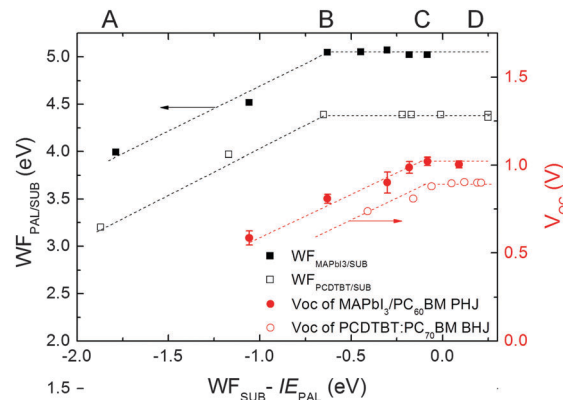 A B C D
5.0
4.5
4.0
3.5
3.0
2.5
2.0
1.5
WF_PAL/SUB (eV)
1.5
1.0
0.5
0.0
V_OC (V)
WF_MAPbI3/SUB
WF_PCDTBT/SUB
Voc of MAPbI₃/PC₆₀BM PHJ
Voc of PCDTBT:PC₇₀BM BHJ
-2.0 -1.5 -1.0 -0.5 0.0
WF_SUB- IE_PAL (eV)